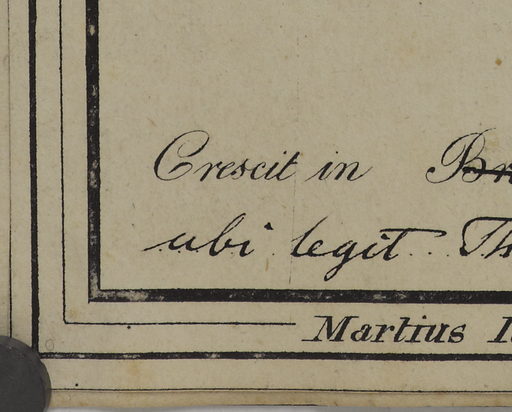 Crescit in
ubi legit
Martius